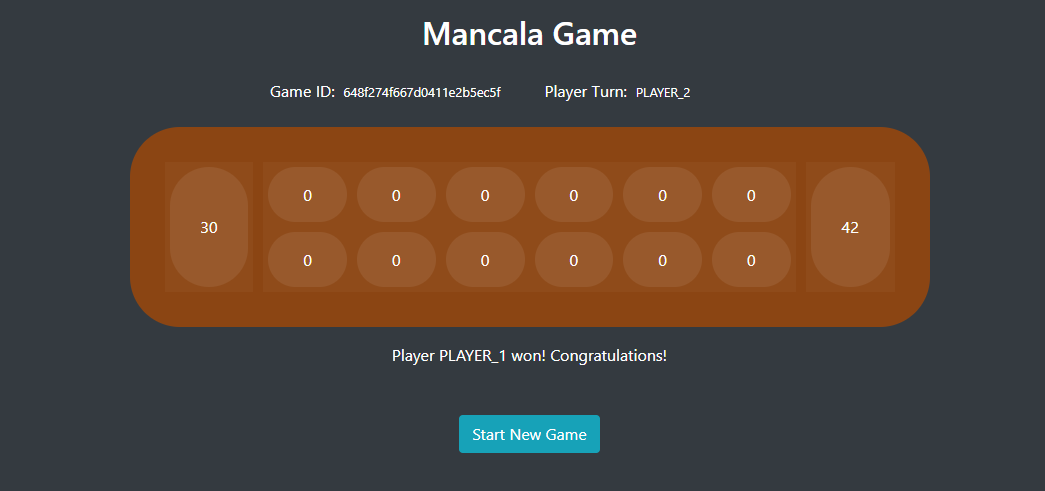 Mancala Game
Game ID: 648f274f667d0411e2b5ec5f Player Turn: PLAYER_2
0 0 0 0 0 0
30 42
0 0 0 0 0 0
Player PLAYER_1 won! Congratulations!
Start New Game